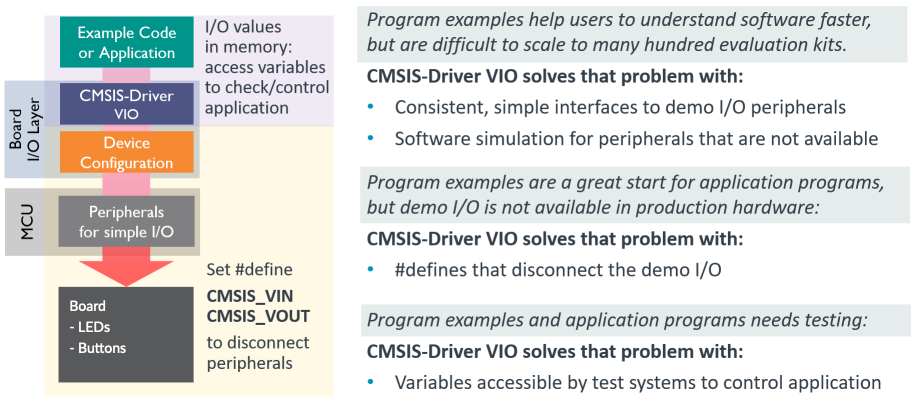 Example Code
or Application
I/O values
in memory:
access variables
to check/control
application
Board
I/O Layer
CMSIS-Driver
VIO
Device
Configuration
MCU
Peripherals
for simple I/O
Set #define
CMSIS_VIN
CMSIS_VOUT
to disconnect
peripherals
Board
- LEDs
- Buttons
Program examples help users to understand software faster,
but are difficult to scale to many hundred evaluation kits.
CMSIS-Driver VIO solves that problem with:
• Consistent, simple interfaces to demo I/O peripherals
• Software simulation for peripherals that are not available
Program examples are a great start for application programs,
but demo I/O is not available in production hardware:
CMSIS-Driver VIO solves that problem with:
• #defines that disconnect the demo I/O
Program examples and application programs needs testing:
CMSIS-Driver VIO solves that problem with:
• Variables accessible by test systems to control application